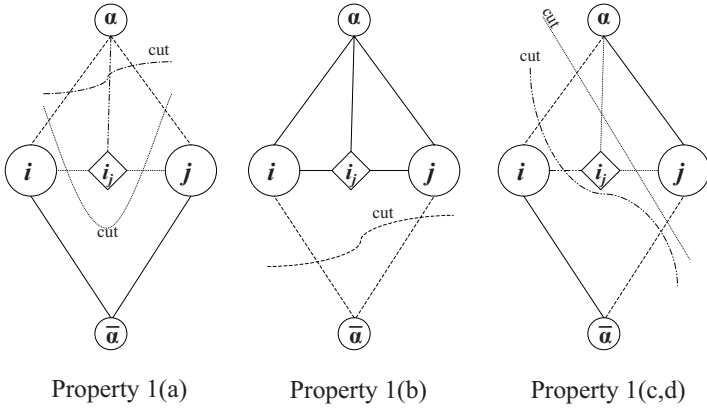 α
cut
i
i_j
j
cut
ᾱ
Property 1(a)
α
i
i_j
j
cut
ᾱ
Property 1(b)
cut
α
cut
i
i_j
j
ᾱ
Property 1(c,d)